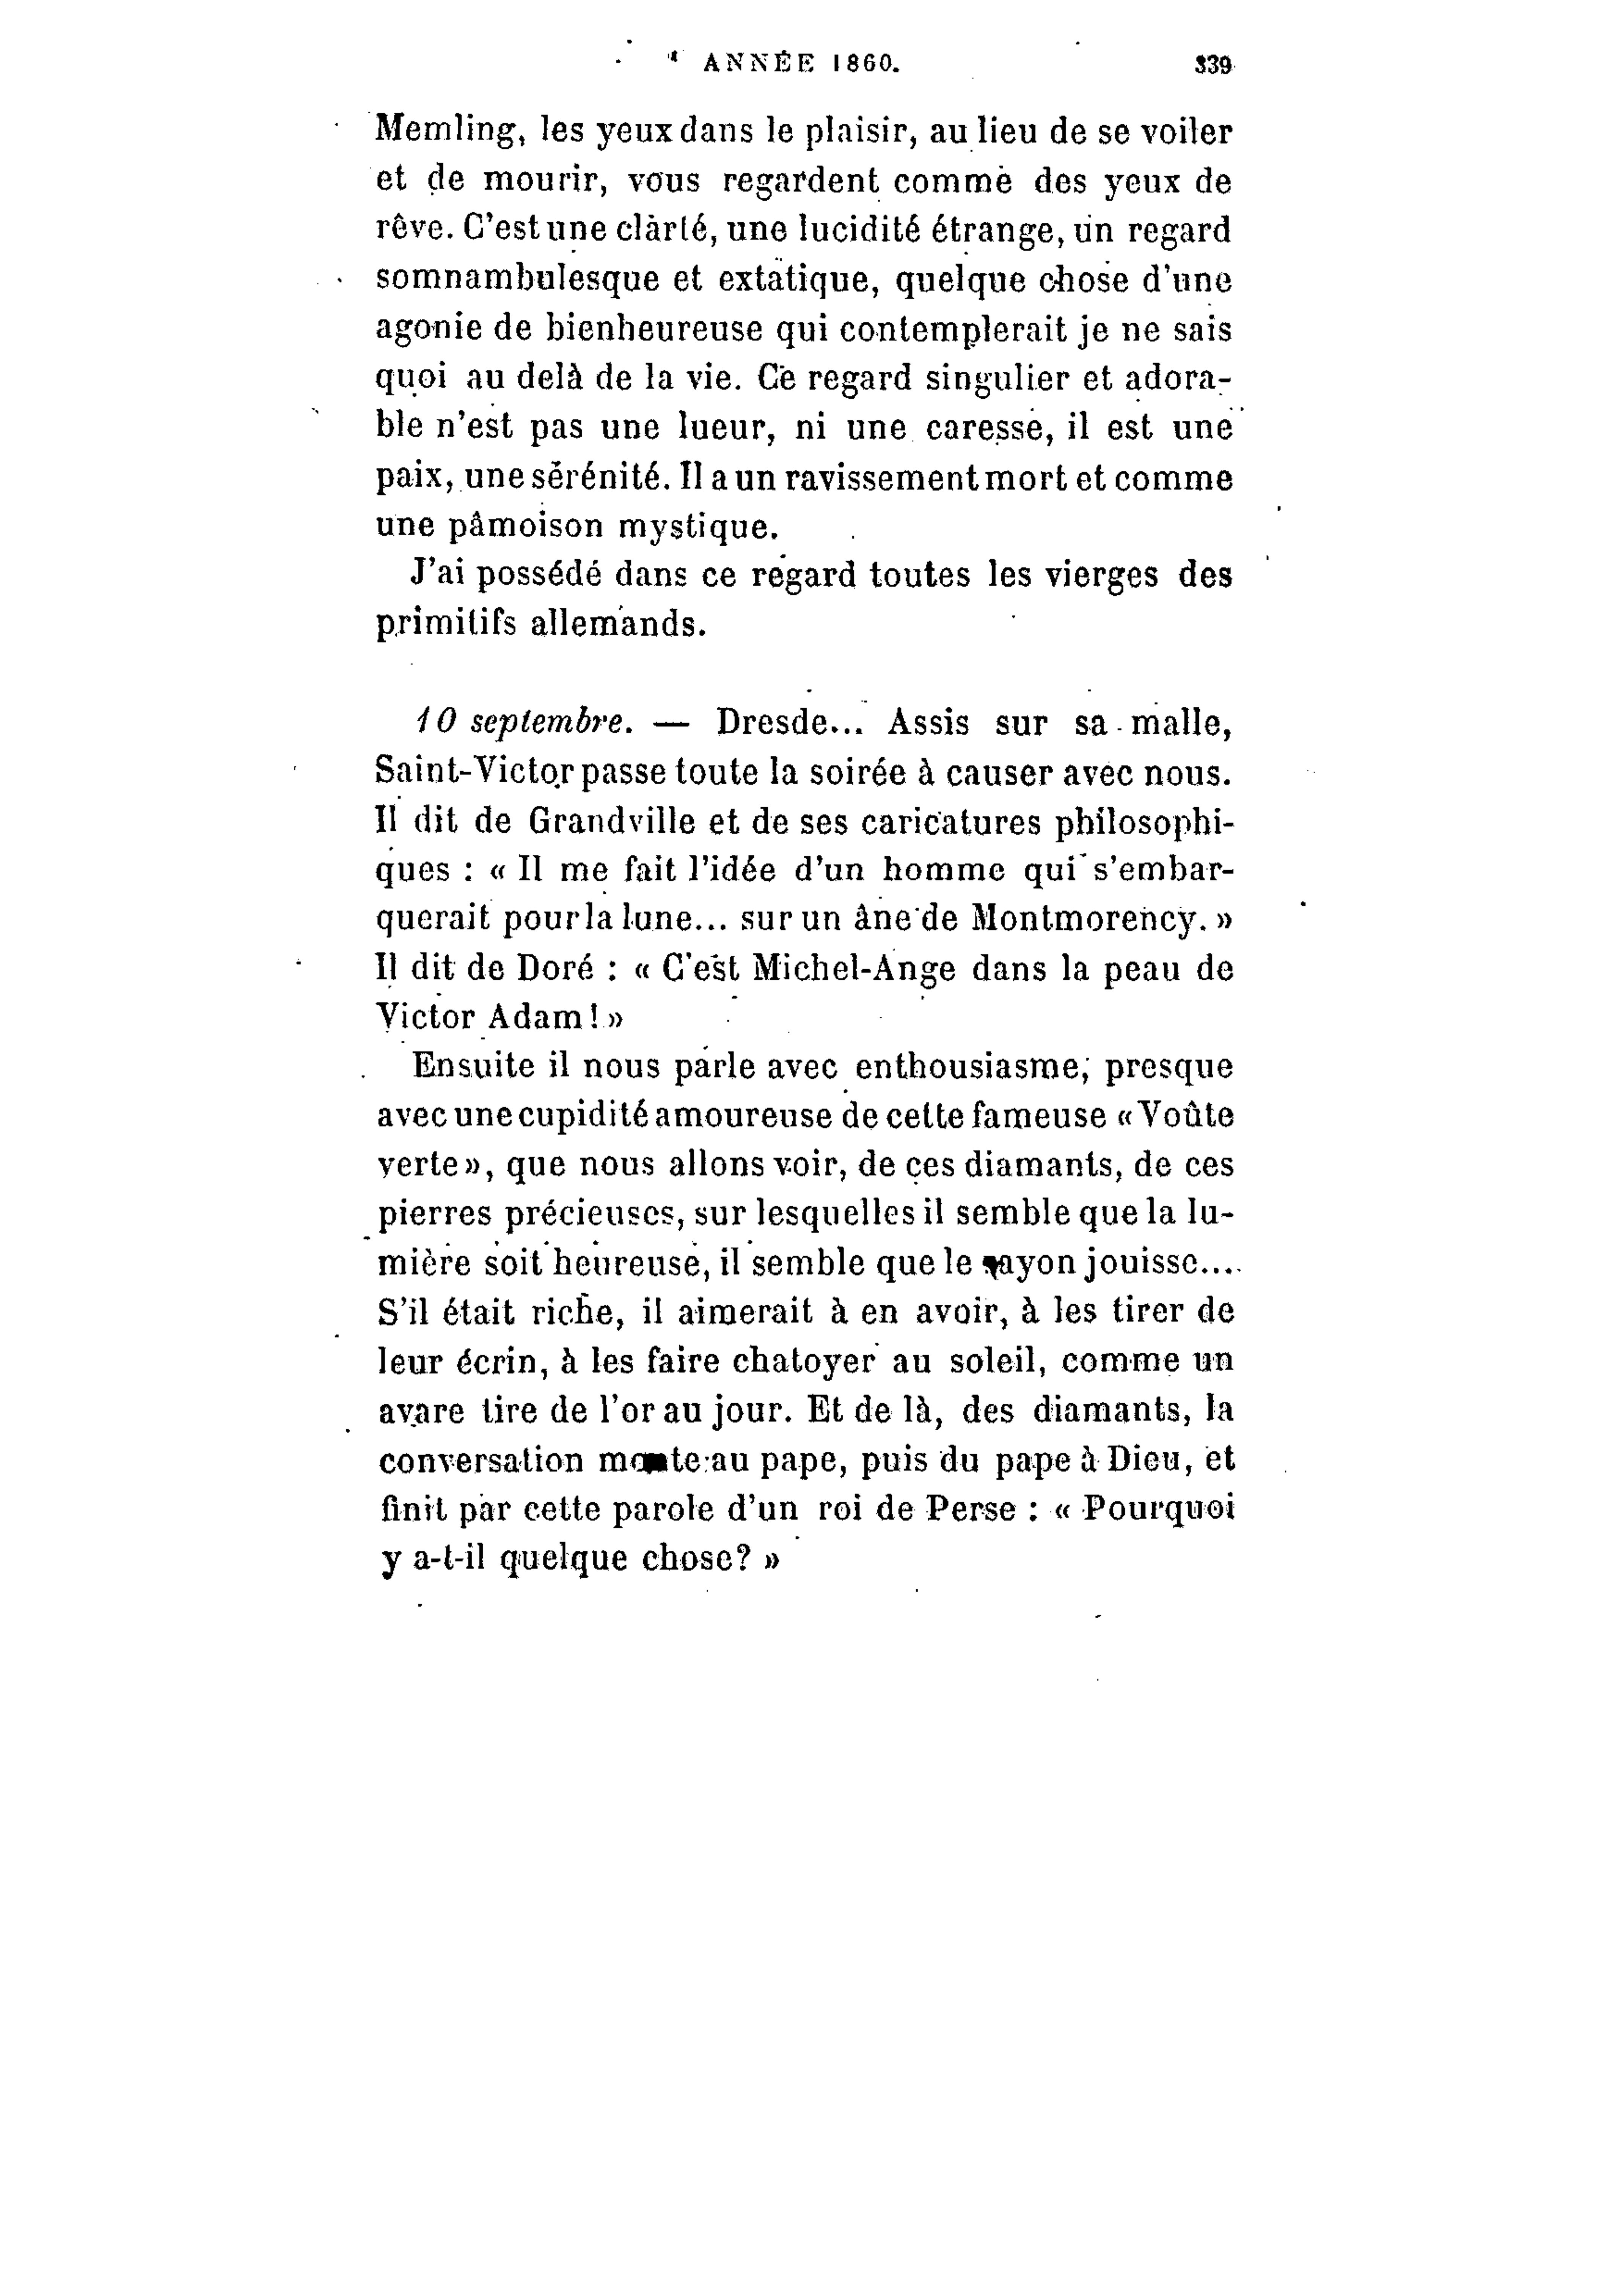 ANNÉE 1860. 339
Memling, les yeux dans le plaisir, au lieu de se voiler
et de mourir, vous regardent comme des yeux de
rêve. C'est une clarté, une lucidité étrange, un regard
somnambulesque et extatique, quelque chose d'une
agonie de bienheureuse qui contemplerait je ne sais
quoi au delà de la vie. Ce regard singulier et adora-
ble n'est pas une lueur, ni une caresse, il est une
paix, une sérénité. Il a un ravissement mort et comme
une pâmoison mystique.
J'ai possédé dans ce regard toutes les vierges des
primitifs allemands.
10 septembre. — Dresde... Assis sur sa malle,
Saint-Victor passe toute la soirée à causer avec nous.
Il dit de Grandville et de ses caricatures philosophi-
ques : « Il me fait l'idée d'un homme qui s'embar-
querait pour la lune... sur un âne de Montmorency. »
Il dit de Doré : « C'est Michel-Ange dans la peau de
Victor Adam ! »
Ensuite il nous parle avec enthousiasme, presque
avec une cupidité amoureuse de cette fameuse « Voûte
verte », que nous allons voir, de ces diamants, de ces
pierres précieuses, sur lesquelles il semble que la lu-
mière soit heureuse, il semble que le rayon jouisse....
S'il était riche, il aimerait à en avoir, à les tirer de
leur écrin, à les faire chatoyer au soleil, comme un
avare tire de l'or au jour. Et de là, des diamants, la
conversation monte au pape, puis du pape à Dieu, et
finit par cette parole d'un roi de Perse : « Pourquoi
y a-t-il quelque chose? »